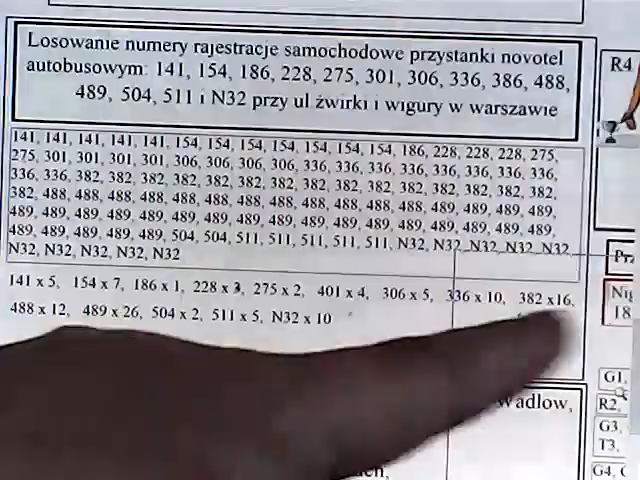 Losowanie numery rajestracje samochodowe przystanki novotel
autobusowym: 141, 154, 186, 228, 275, 301, 306, 336, 386, 488,
489, 504, 511 i N32 przy ul żwirki i wigury w warszawie
R4
141, 141, 141, 141, 141, 154, 154, 154, 154, 154, 154, 154, 186, 228, 228, 228, 275,
275, 301, 301, 301, 301, 306, 306, 306, 306, 336, 336, 336, 336, 336, 336, 336, 336,
336, 336, 382, 382, 382, 382, 382, 382, 382, 382, 382, 382, 382, 382, 382, 382, 382,
382, 488, 488, 488, 488, 488, 488, 488, 488, 488, 488, 488, 488, 489, 489, 489,
489, 489, 489, 489, 489, 489, 489, 489, 489, 489, 489, 489, 489, 489, 489, 489,
489, 489, 489, 489, 489, 504, 504, 511, 511, 511, 511, 511, N32, N32, N32, N32, N32,
N32, N32, N32, N32, N32
141 x 5, 154 x 7, 186 x 1, 228 x 3, 275 x 2, 401 x 4, 306 x 5, 336 x 10, 382 x16,
488 x 12, 489 x 26, 504 x 2, 511 x 5, N32 x 10
18
G1,
R2,
G3,
T3,
G4,